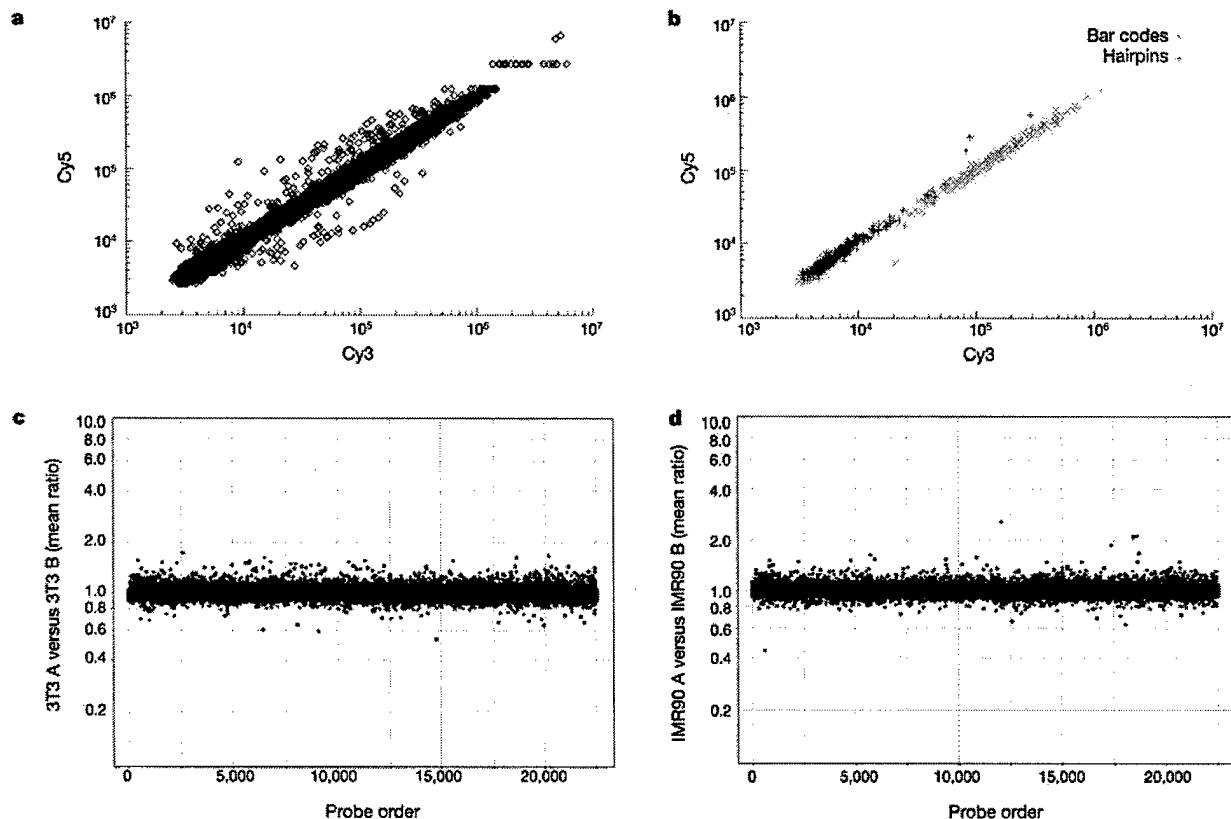 a
10⁷
10⁶
10⁵
10⁴
10³
Cy5
10³ 10⁴ 10⁵ 10⁶ 10⁷
Cy3
b
10⁷
10⁶
10⁵
10⁴
10³
Cy5
Bar codes
Hairpins
10³ 10⁴ 10⁵ 10⁶ 10⁷
Cy3
c
10.0
8.0
6.0
4.0
2.0
1.0
0.8
0.6
0.4
0.2
3T3 A versus 3T3 B (mean ratio)
0 5,000 10,000 15,000 20,000
Probe order
d
10.0
8.0
6.0
4.0
2.0
1.0
0.8
0.6
0.4
0.2
IMR90 A versus IMR90 B (mean ratio)
0 5,000 10,000 15,000 20,000
Probe order